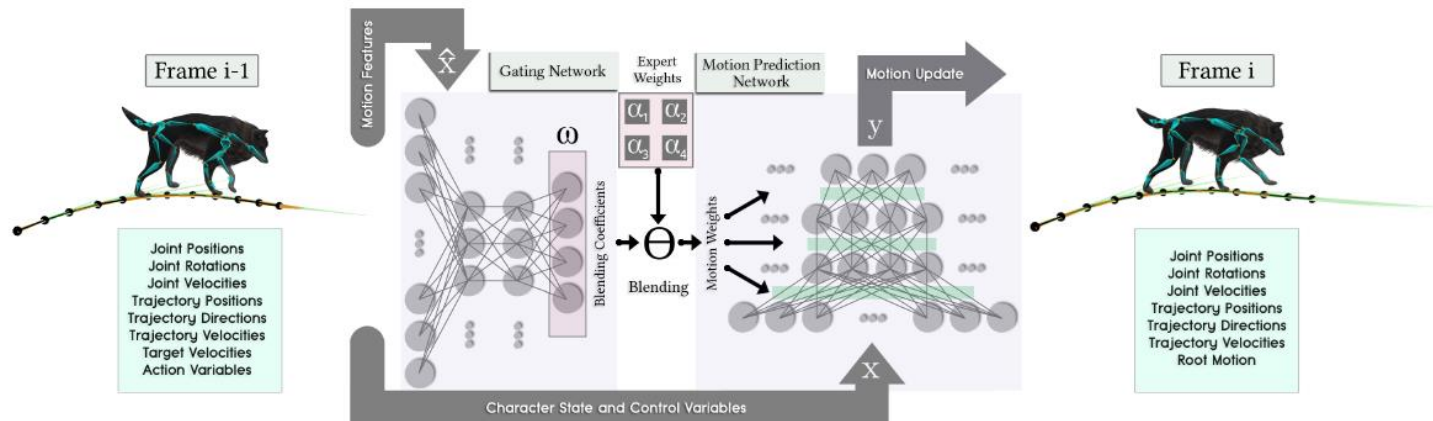 Frame i-1
Joint Positions
Joint Rotations
Joint Velocities
Trajectory Positions
Trajectory Directions
Trajectory Velocities
Target Velocities
Action Variables
Motion Features
x̂
Gating Network
Expert
Weights
α₁ α₂
α₃ α₄
Motion Prediction
Network
ω
Blending Coefficients
Θ
Blending
Motion Weights
y
Motion Update
x
Character State and Control Variables
Frame i
Joint Positions
Joint Rotations
Joint Velocities
Trajectory Positions
Trajectory Directions
Trajectory Velocities
Root Motion